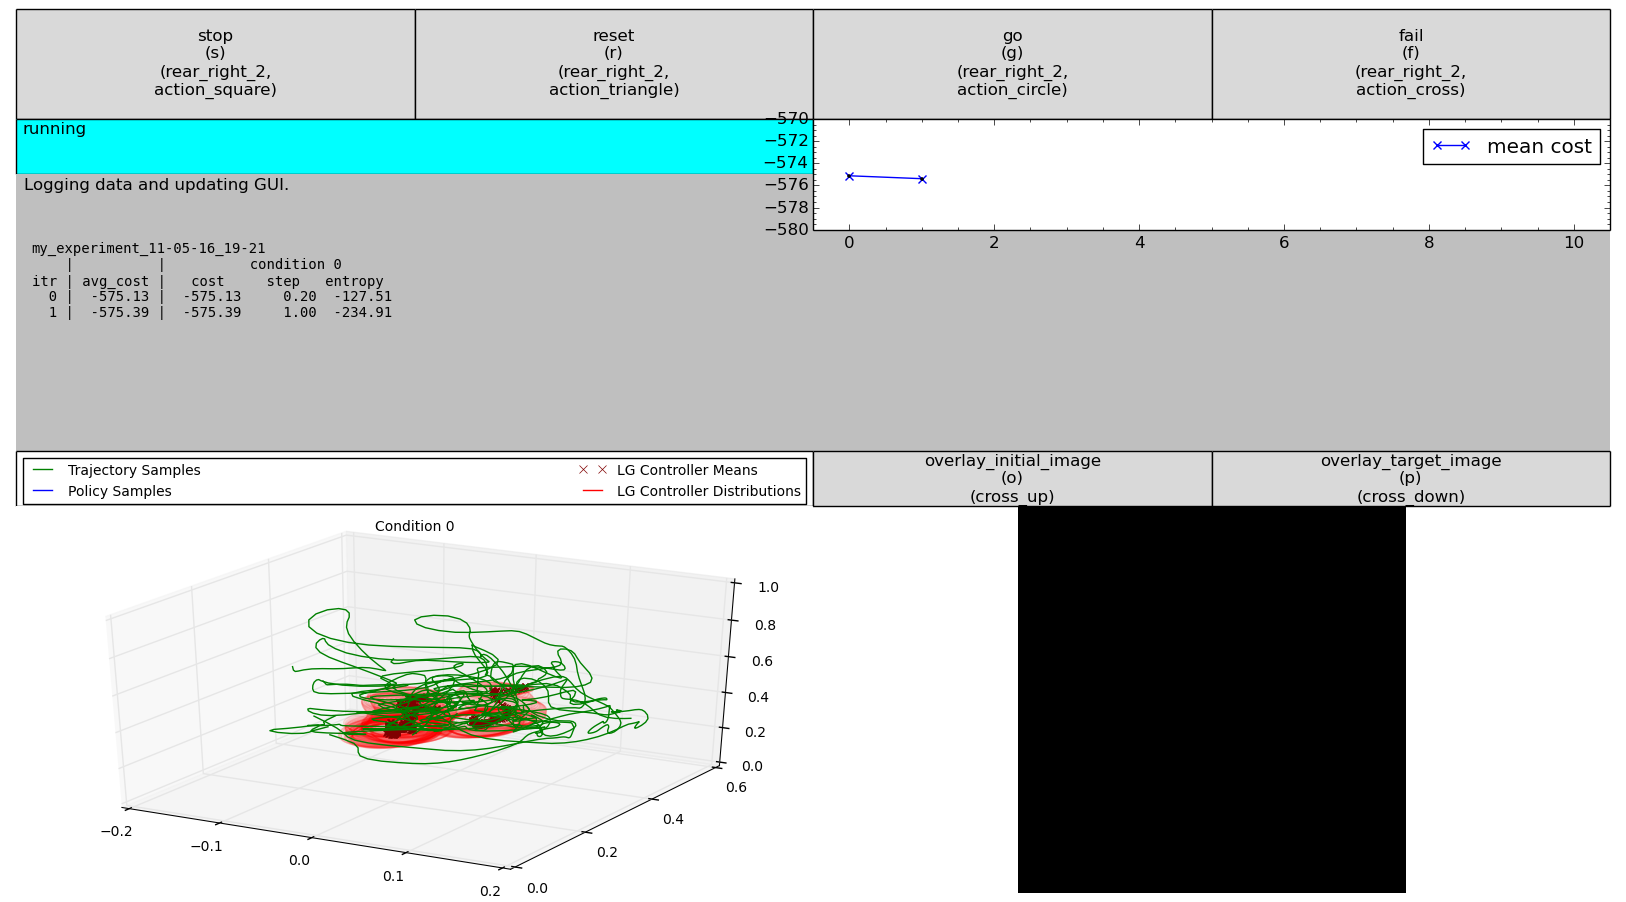 stop
(s)
(rear_right_2,
action_square)
reset
(r)
(rear_right_2,
action_triangle)
go
(g)
(rear_right_2,
action_circle)
fail
(f)
(rear_right_2,
action_cross)
running
Logging data and updating GUI.
my_experiment_11-05-16_19-21
| | condition 0
itr | avg_cost | cost step entropy
0 | -575.13 | -575.13 0.20 -127.51
1 | -575.39 | -575.39 1.00 -234.91
−570
−572
−574
−576
−578
−580
mean cost
0 2 4 6 8 10
Trajectory Samples
Policy Samples
LG Controller Means
LG Controller Distributions
overlay_initial_image
(o)
(cross_up)
overlay_target_image
(p)
(cross_down)
Condition 0
1.0
0.8
0.6
0.4
0.2
0.0
0.6
0.4
0.2
0.0
−0.2
−0.1
0.0
0.1
0.2